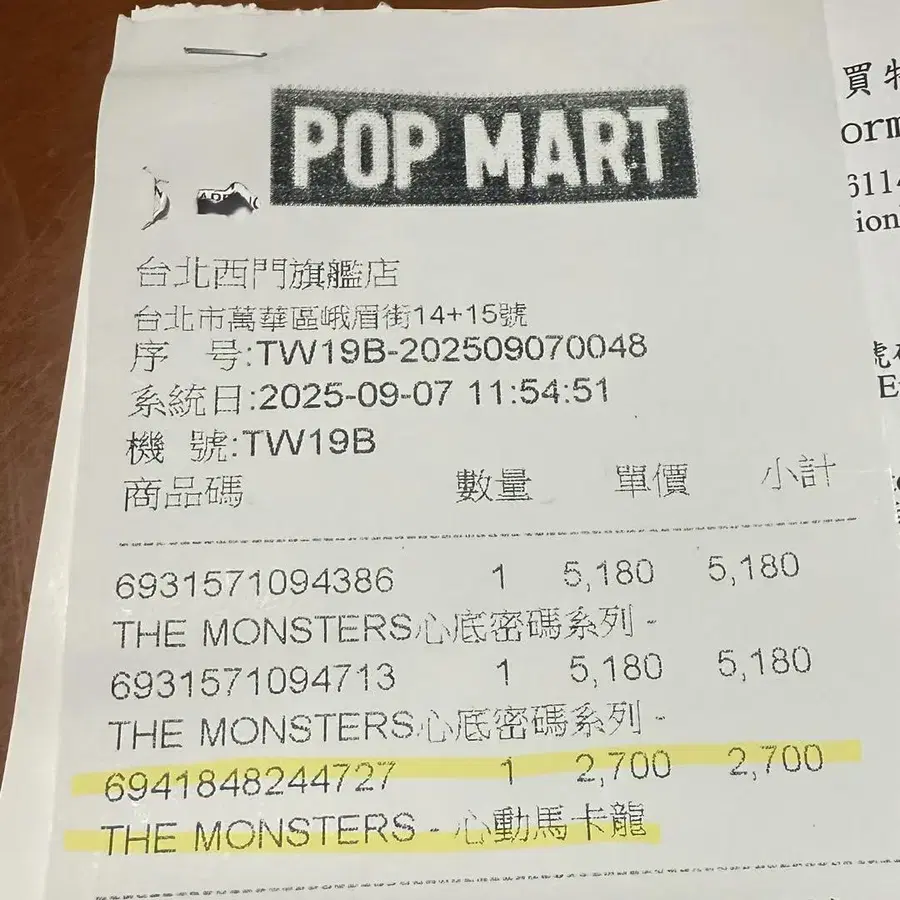 POP MART
台北西門旗艦店
台北市萬華區峨眉街14+15號
序 号:TW19B-202509070048
系統日:2025-09-07 11:54:51
機 號:TW19B
商品碼 數量 單價 小計
6931571094386 1 5,180 5,180
THE MONSTERS心底密碼系列 -
6931571094713 1 5,180 5,180
THE MONSTERS心底密碼系列 -
6941848244727 1 2,700 2,700
THE MONSTERS - 心動馬卡龍
買
orm
6114
ion